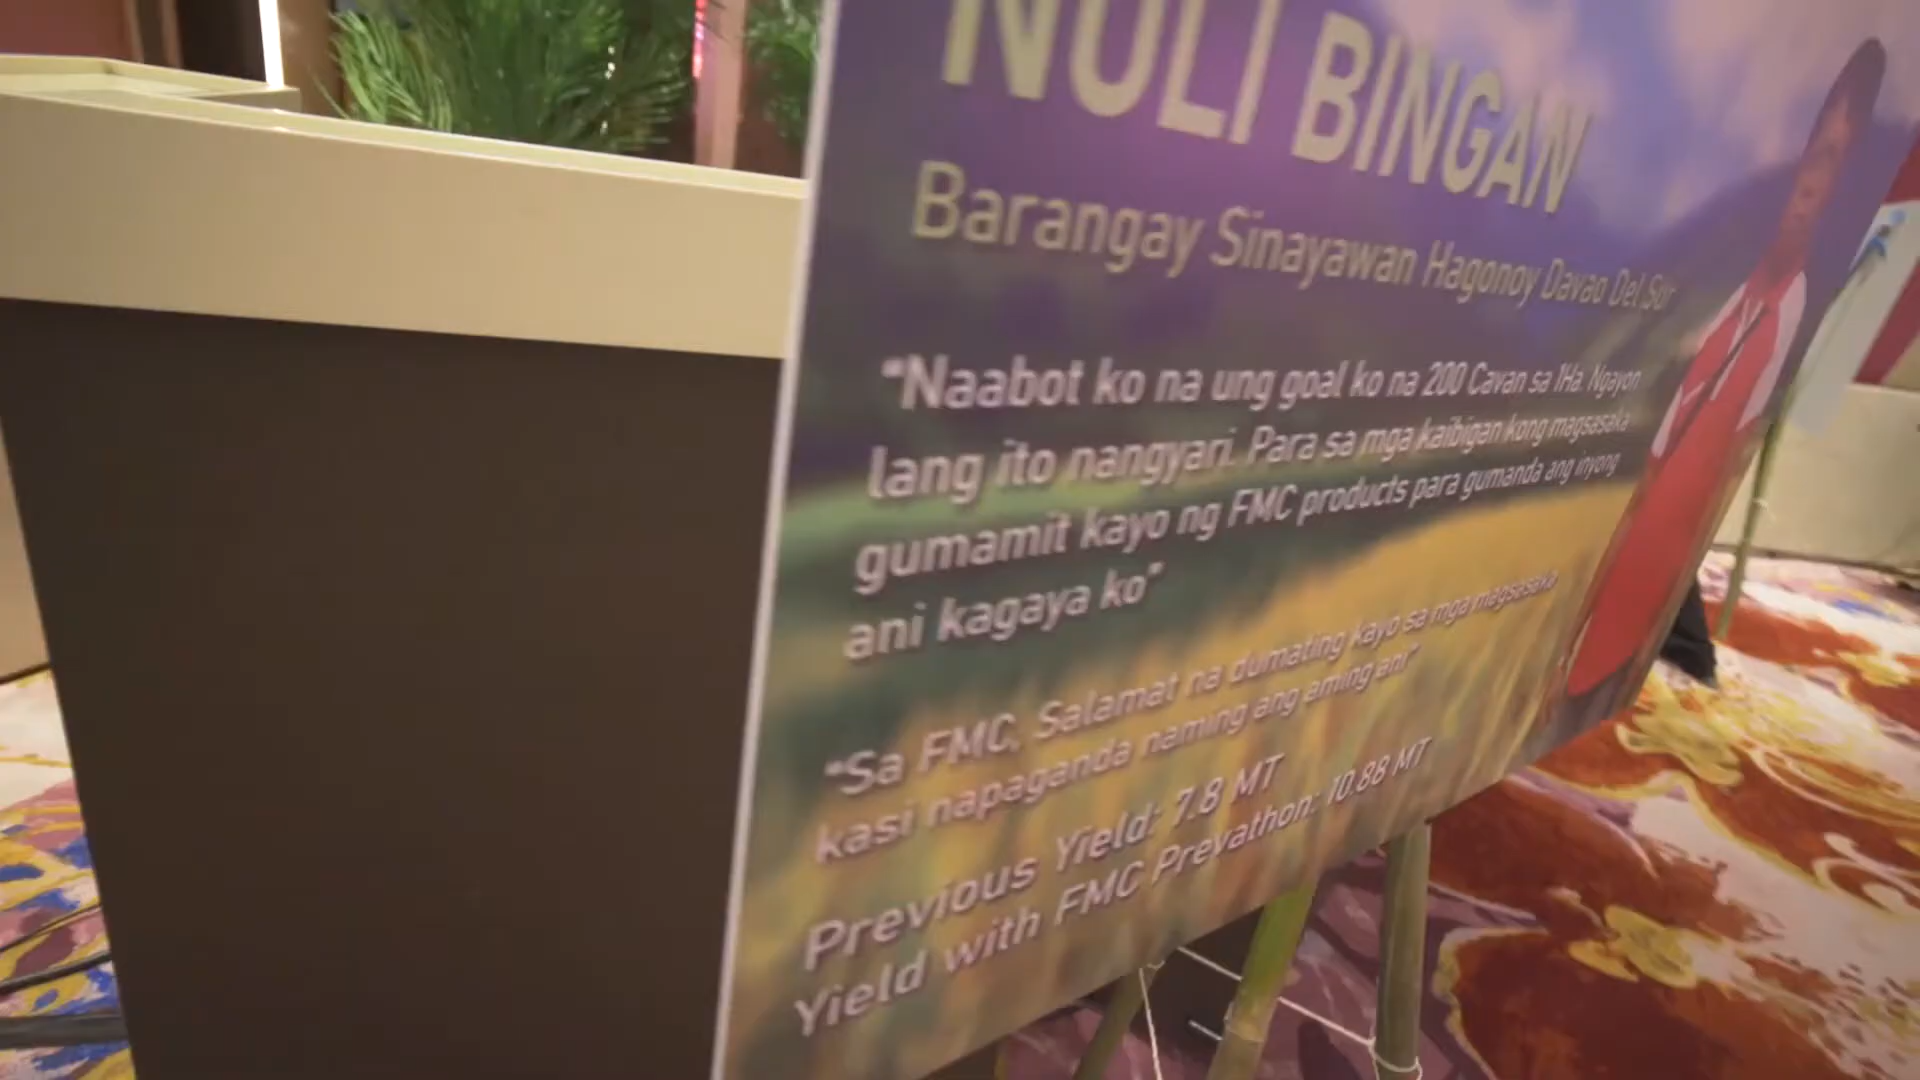 NOLI BINGAN
Barangay Sinayawan Hagonoy Davao Del Sur
"Naabot ko na ung goal ko na 200 Cavan sa 1Ha. Ngayon
lang ito nangyari. Para sa mga kaibigan kong magsasaka
gumamit kayo ng FMC products para gumanda ang inyong
ani kagaya ko"
"Sa FMC, Salamat na dumating kayo sa mga magsasaka
kasi napaganda naming ang aming ani"
Previous Yield: 7.8 MT
Yield with FMC Prevathon: 10.88 MT